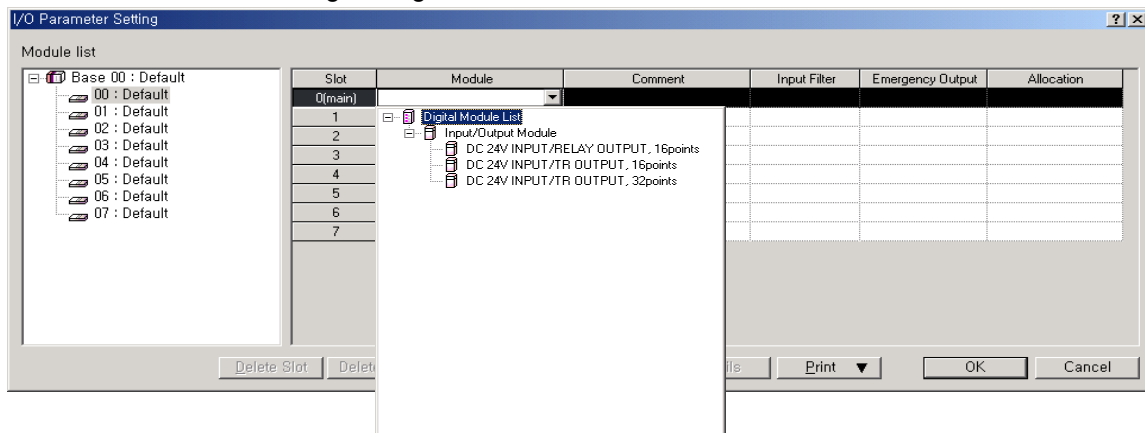 I/O Parameter Setting
Module list
Base 00 : Default
00 : Default
01 : Default
02 : Default
03 : Default
04 : Default
05 : Default
06 : Default
07 : Default
Slot Module Comment Input Filter Emergency Output Allocation
0(main)
1
2
3
4
5
6
7
Digital Module List
Input/Output Module
DC 24V INPUT/RELAY OUTPUT, 16points
DC 24V INPUT/TR OUTPUT, 16points
DC 24V INPUT/TR OUTPUT, 32points
Delete Slot Print ▼ OK Cancel